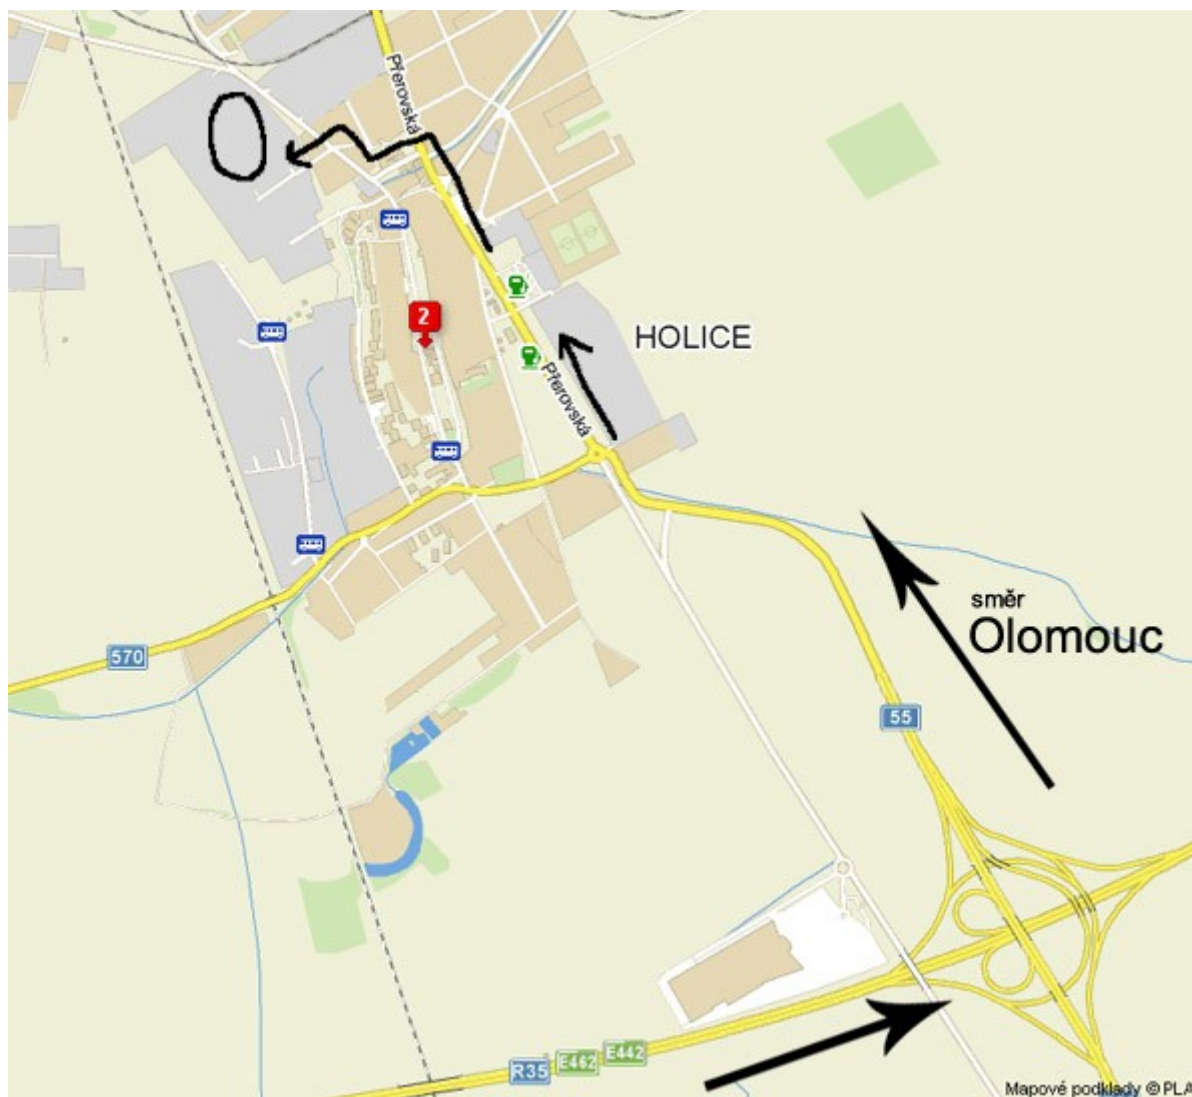 Přerovská
2
HOLICE
Přerovská
směr
Olomouc
570
55
E442
E462
R35
Mapové podklady © PLA